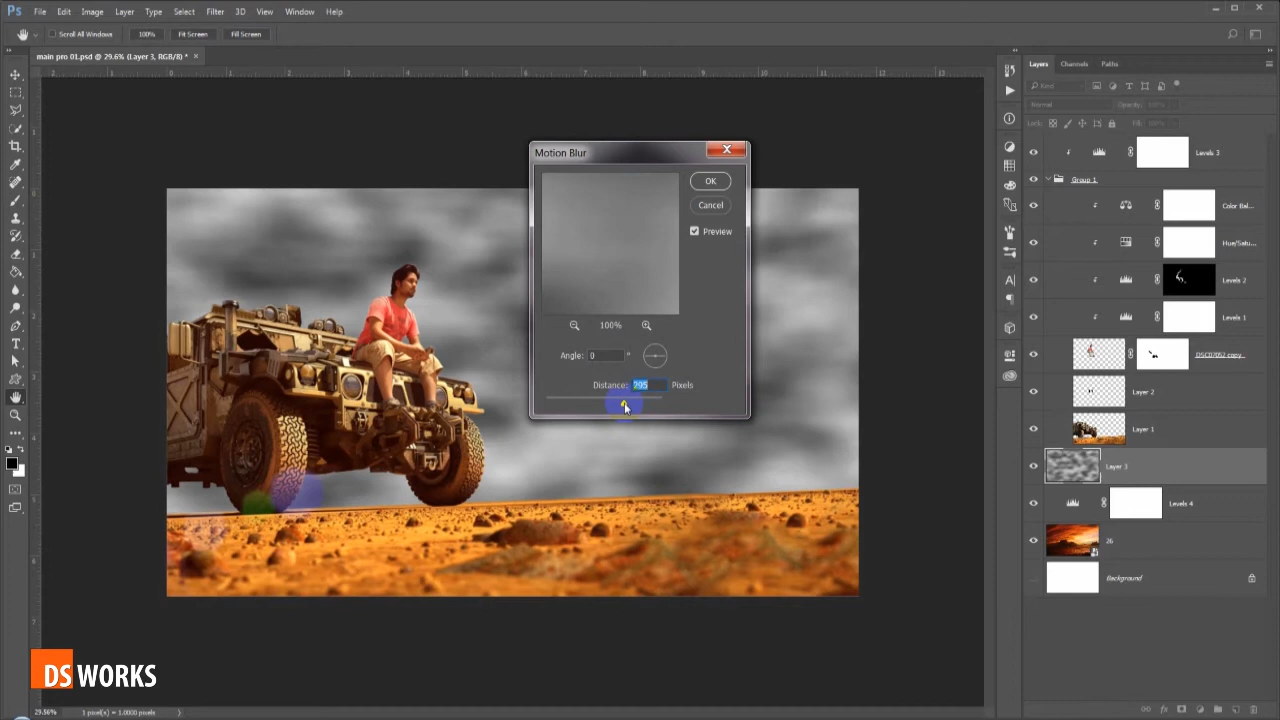 Ps File Edit Image Layer Type Select Filter 3D View Window Help
Scroll All Windows 100% Fit Screen Fill Screen
main pro 01.psd @ 29.6% (Layer 3, RGB/8) * ×
Layers Channels Paths
Kind
Normal Opacity: 100%
Lock: Fill: 100%
Motion Blur
OK
Cancel
Preview
100%
Angle: 0 °
Distance: 295 Pixels
Levels 3
Group 1
Color Bal...
Hue/Satu...
Levels 2
Levels 1
DSC07052 copy
Layer 2
Layer 1
Layer 3
Levels 4
26
Background
DS WORKS
29.56% 1 pixel(s) = 1.0000 pixels